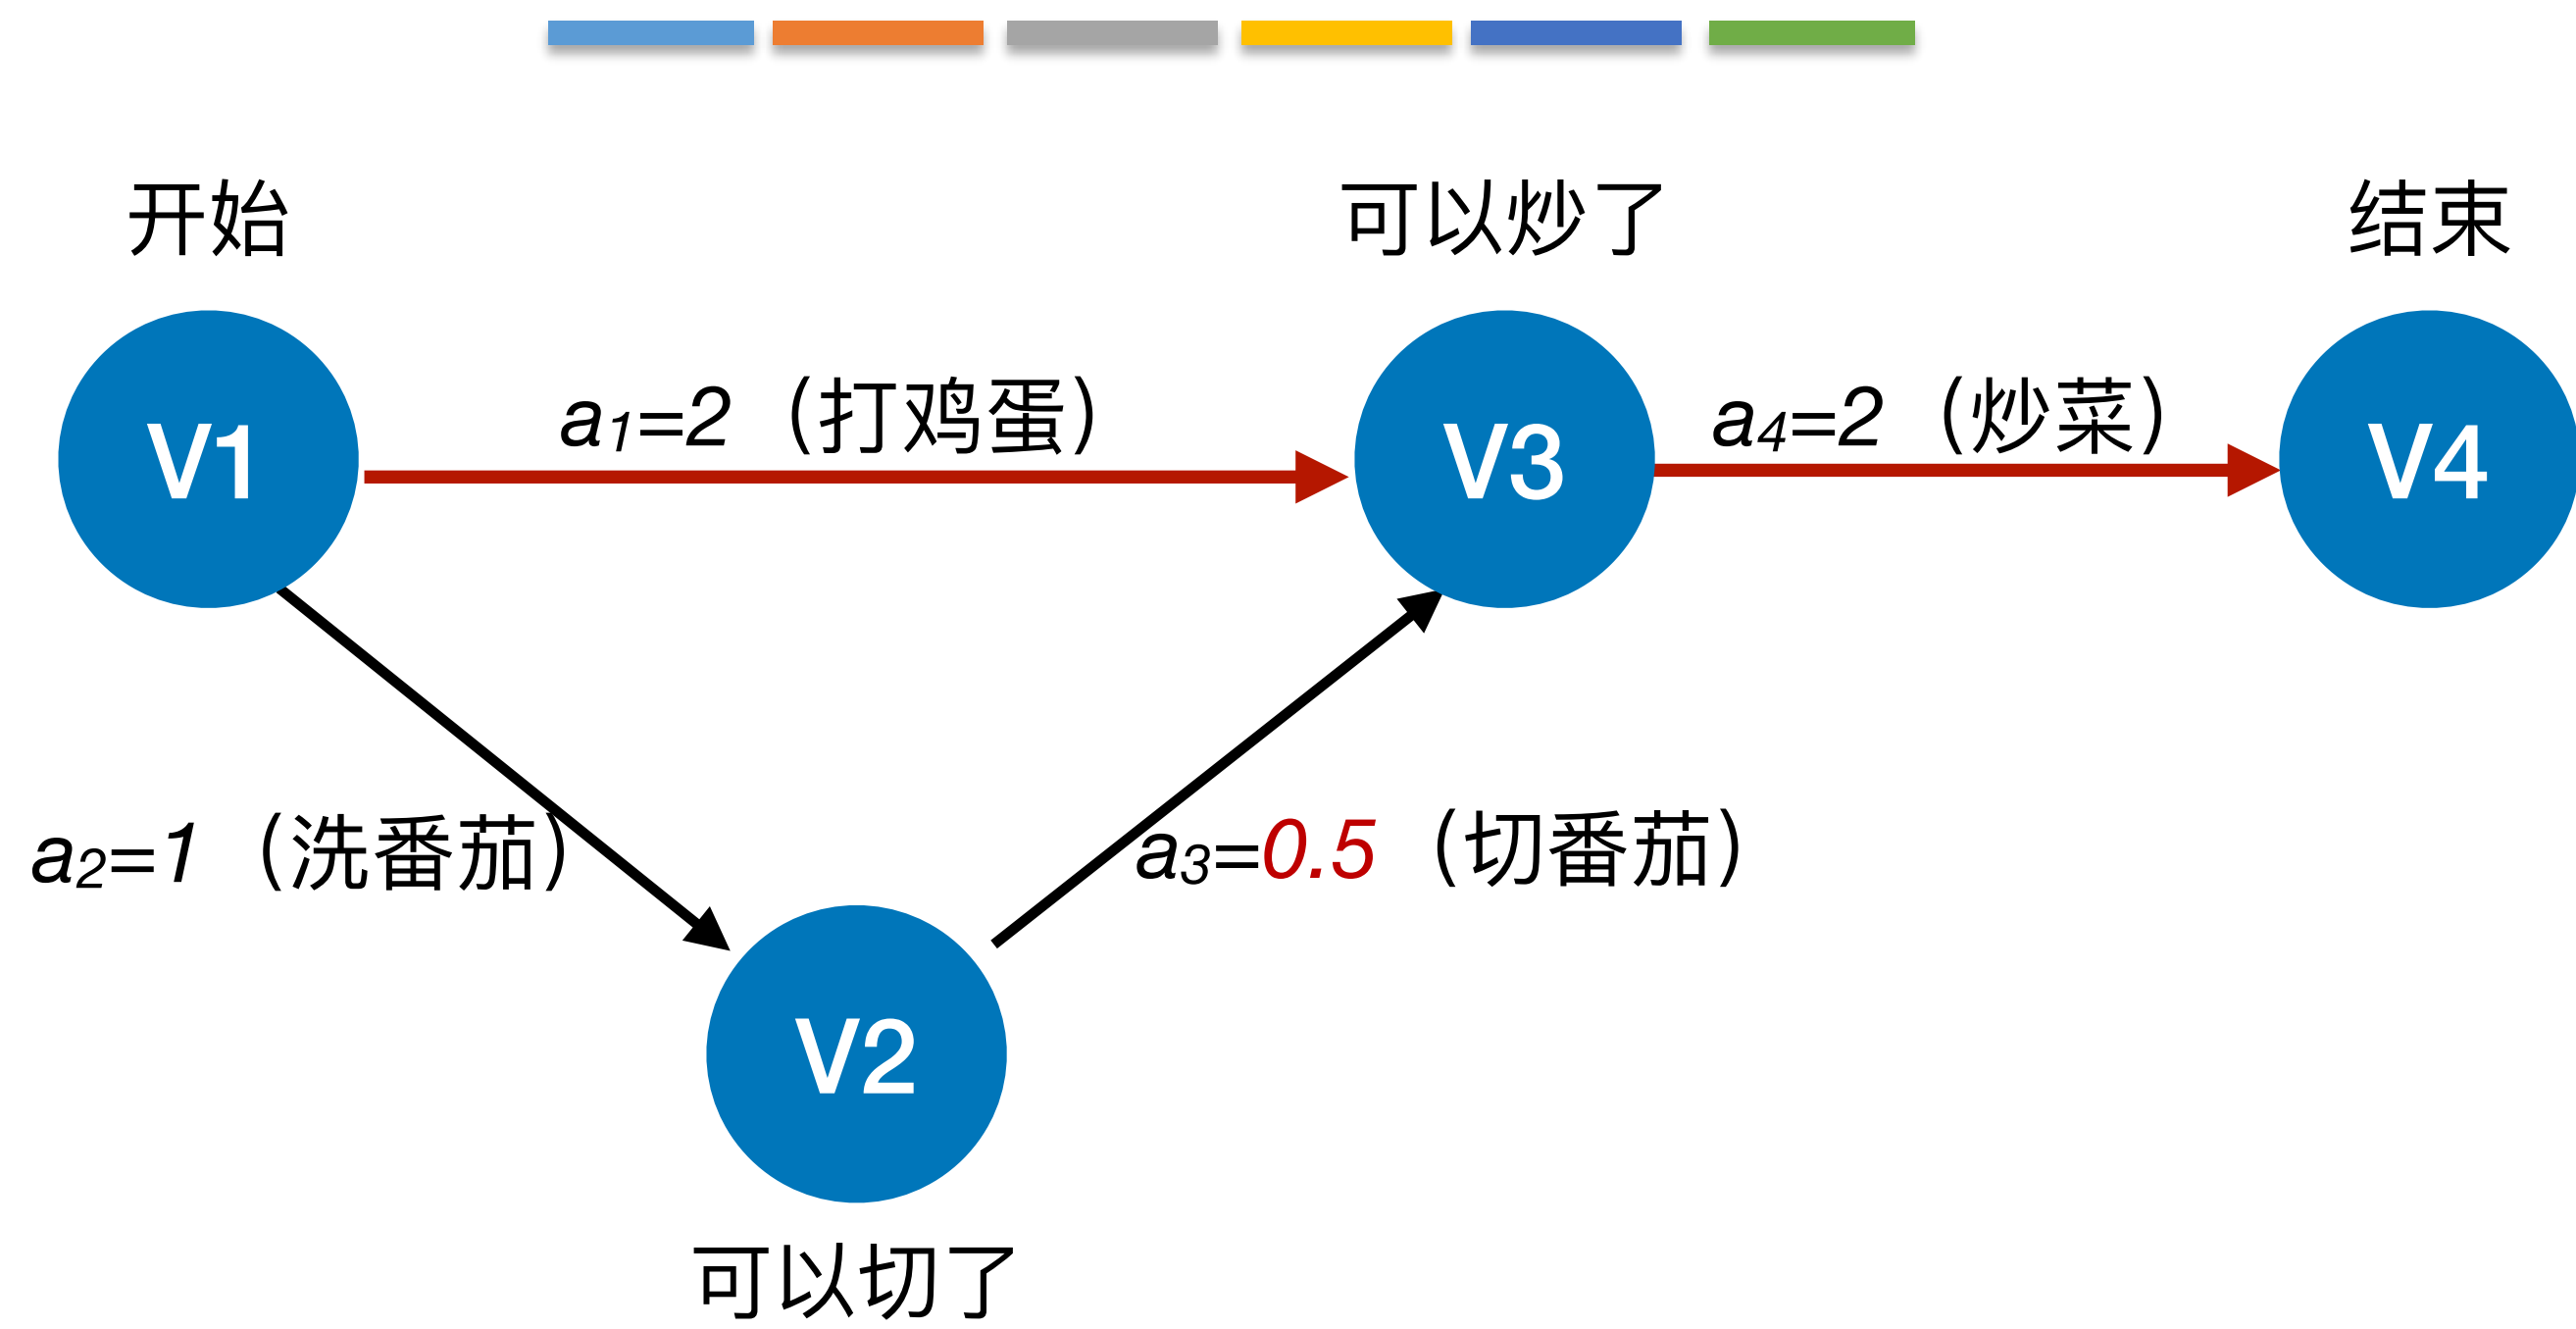 开始
可以炒了
结束
a₁=2（打鸡蛋）
a₄=2（炒菜）
V1
V3
V4
a₂=1（洗番茄）
a₃=0.5（切番茄）
V2
可以切了